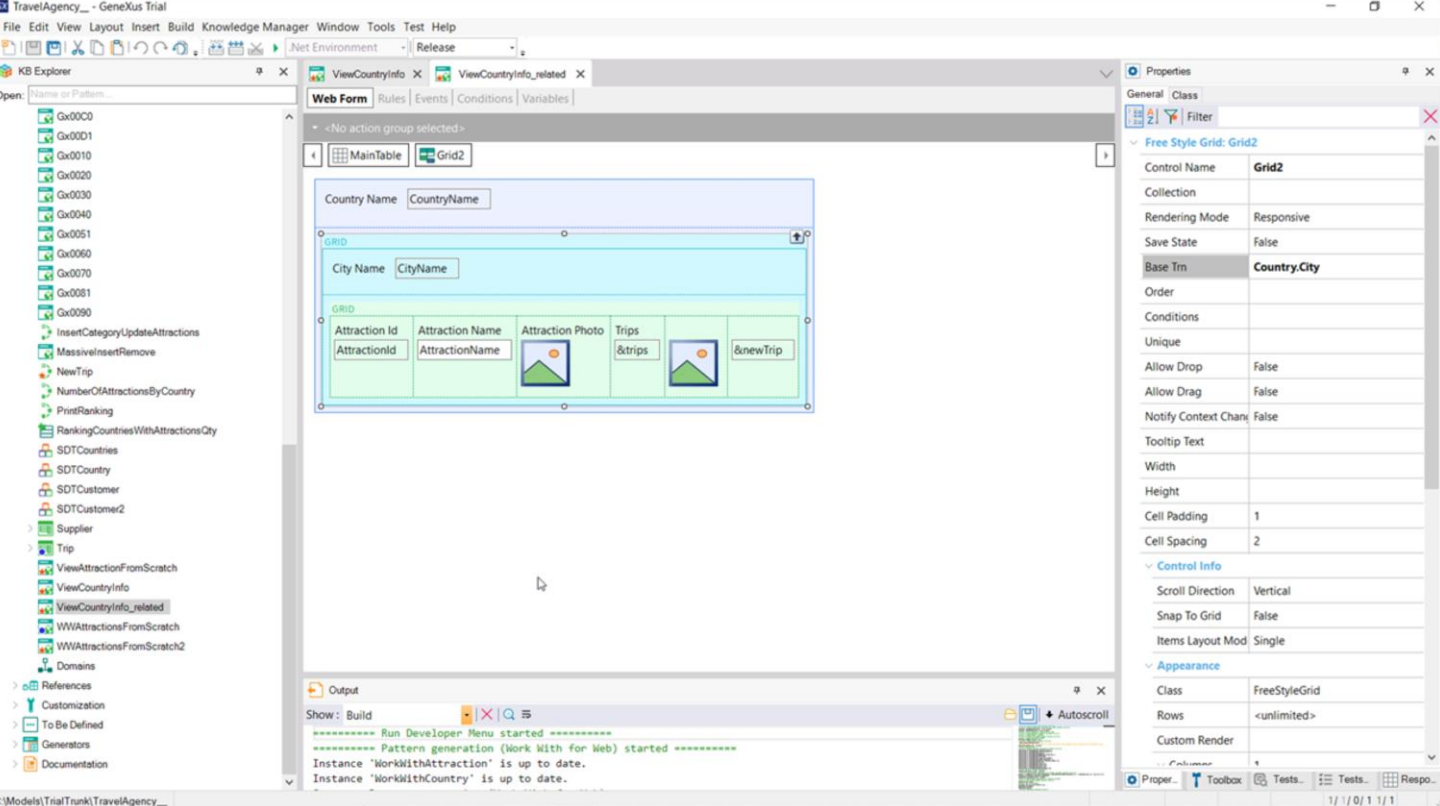 TravelAgency__ - GeneXus Trial
File Edit View Layout Insert Build Knowledge Manager Window Tools Test Help
.Net Environment Release
KB Explorer
Open: Name or Pattern...
Gx00C0
Gx00D1
Gx0010
Gx0020
Gx0030
Gx0040
Gx0051
Gx0060
Gx0070
Gx0081
Gx0090
InsertCategoryUpdateAttractions
MassiveInsertRemove
NewTrip
NumberOfAttractionsByCountry
PrintRanking
RankingCountriesWithAttractionsQty
SDTCountries
SDTCountry
SDTCustomer
SDTCustomer2
Supplier
Trip
ViewAttractionFromScratch
ViewCountryInfo
ViewCountryInfo_related
WWAttractionsFromScratch
WWAttractionsFromScratch2
Domains
References
Customization
To Be Defined
Generators
Documentation
ViewCountryInfo ViewCountryInfo_related
Web Form Rules Events Conditions Variables
<No action group selected>
MainTable Grid2
Country Name CountryName
GRID
City Name CityName
GRID
Attraction Id Attraction Name Attraction Photo Trips
AttractionId AttractionName &trips &newTrip
Output
Show: Build Autoscroll
========== Run Developer Menu started ==========
========== Pattern generation (Work With for Web) started ==========
Instance 'WorkWithAttraction' is up to date.
Instance 'WorkWithCountry' is up to date.
Properties
General Class
Filter
Free Style Grid: Grid2
Control Name Grid2
Collection
Rendering Mode Responsive
Save State False
Base Trn Country.City
Order
Conditions
Unique
Allow Drop False
Allow Drag False
Notify Context Chang False
Tooltip Text
Width
Height
Cell Padding 1
Cell Spacing 2
Control Info
Scroll Direction Vertical
Snap To Grid False
Items Layout Mod Single
Appearance
Class FreeStyleGrid
Rows <unlimited>
Custom Render
Columns 1
Proper... Toolbox Tests... Tests... Respo...
:\Models\TrialTrunk\TravelAgency__